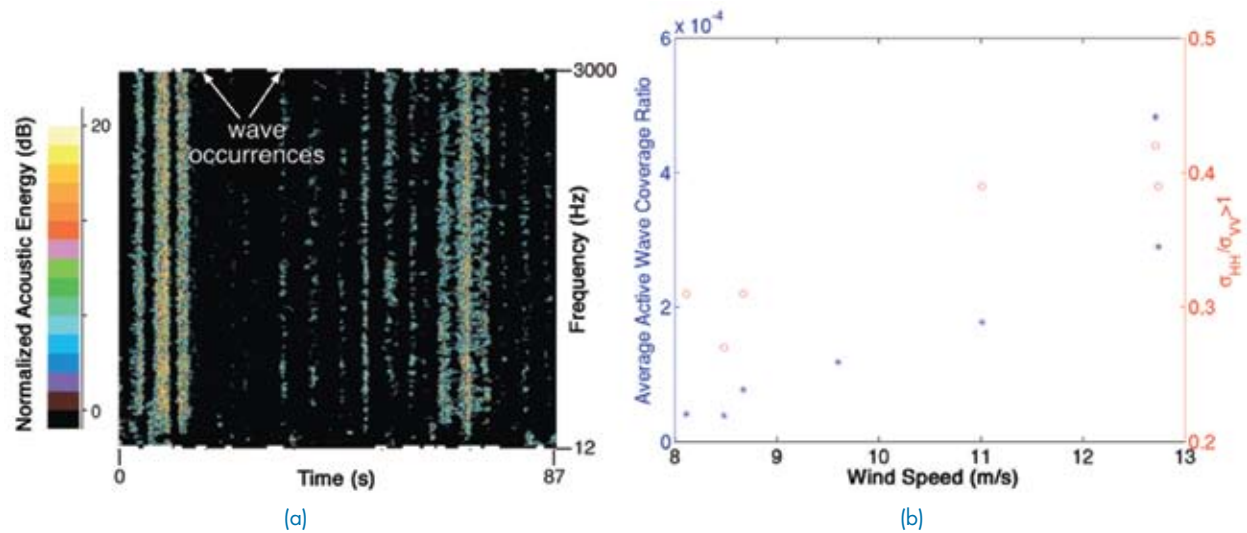 Normalized Acoustic Energy (dB)
20
0
wave
occurrences
3000
12
Frequency (Hz)
0
Time (s)
87
(a)
x 10⁻⁴
6
4
2
0
Average Active Wave Coverage Ratio
8
9
10
11
12
13
Wind Speed (m/s)
0.5
0.4
0.3
0.2
σHH/σVV>1
(b)